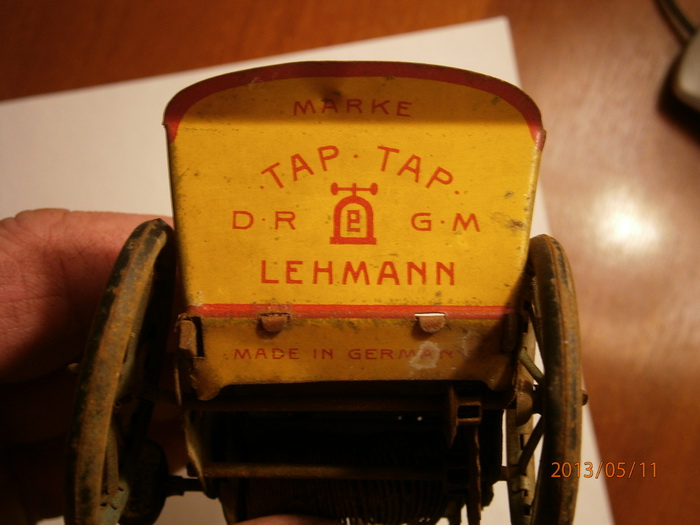 MARKE
·TAP·TAP·
D·R e G·M
LEHMANN
MADE IN GERMANY
2013/05/11